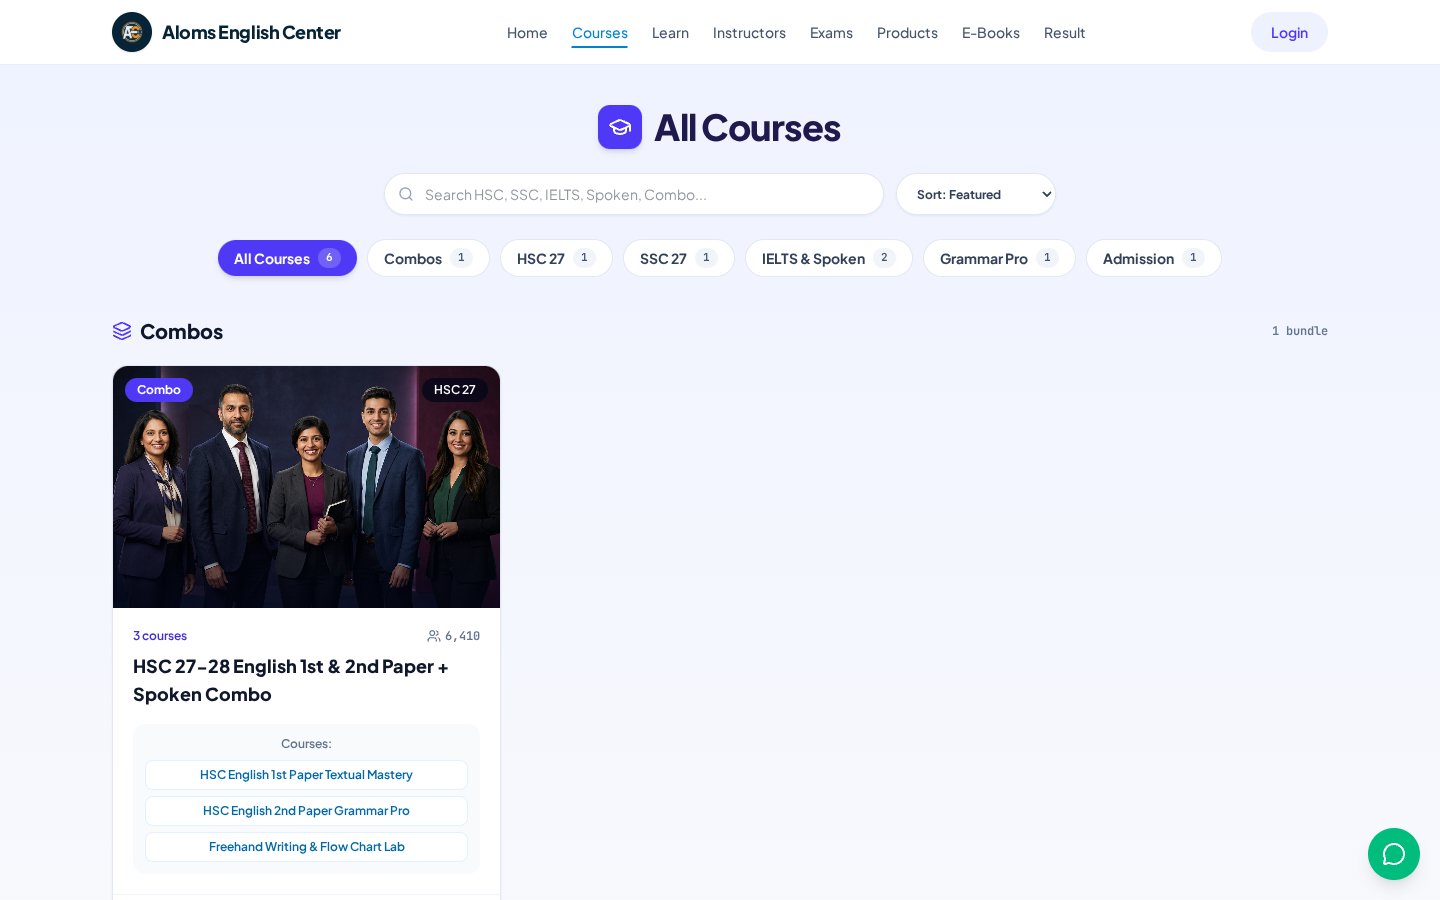 Aloms English Center
Home
Courses
Learn
Instructors
Exams
Products
E-Books
Result
Login
All Courses
Search HSC, SSC, IELTS, Spoken, Combo...
Sort: Featured
All Courses 6
Combos 1
HSC 27 1
SSC 27 1
IELTS & Spoken 2
Grammar Pro 1
Admission 1
Combos
1 bundle
Combo
HSC 27
3 courses
6,410
HSC 27-28 English 1st & 2nd Paper +
Spoken Combo
Courses:
HSC English 1st Paper Textual Mastery
HSC English 2nd Paper Grammar Pro
Freehand Writing & Flow Chart Lab